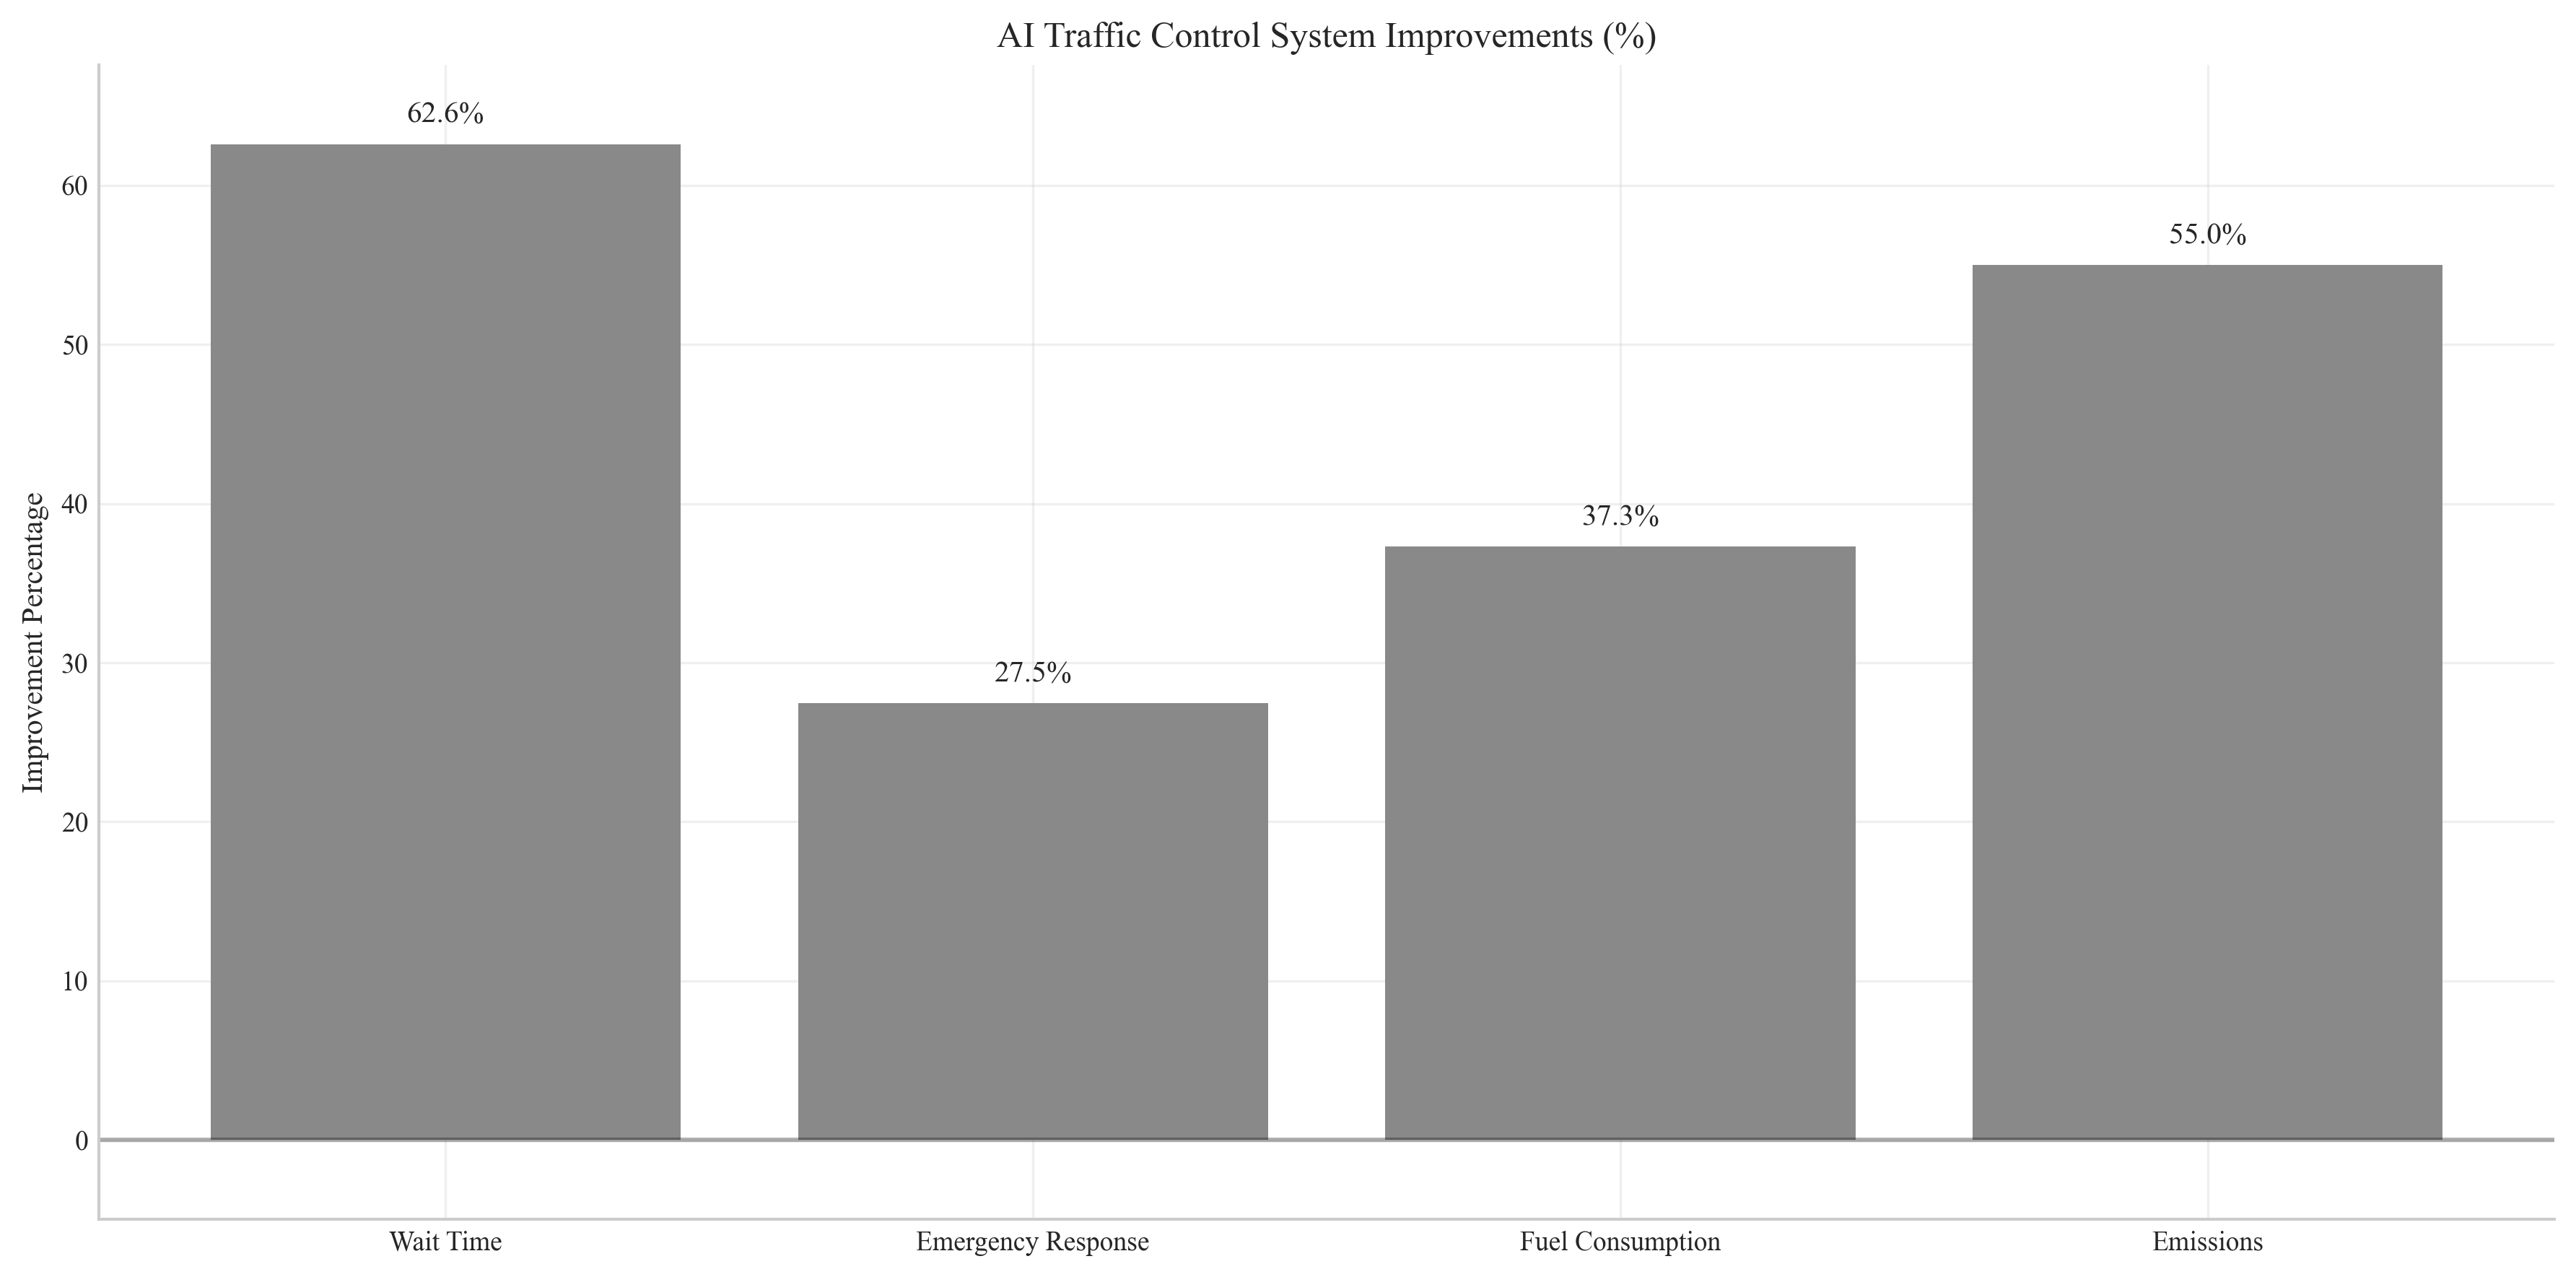 AI Traffic Control System Improvements (%)
62.6%
27.5%
37.3%
55.0%
Improvement Percentage
60
50
40
30
20
10
0
Wait Time
Emergency Response
Fuel Consumption
Emissions